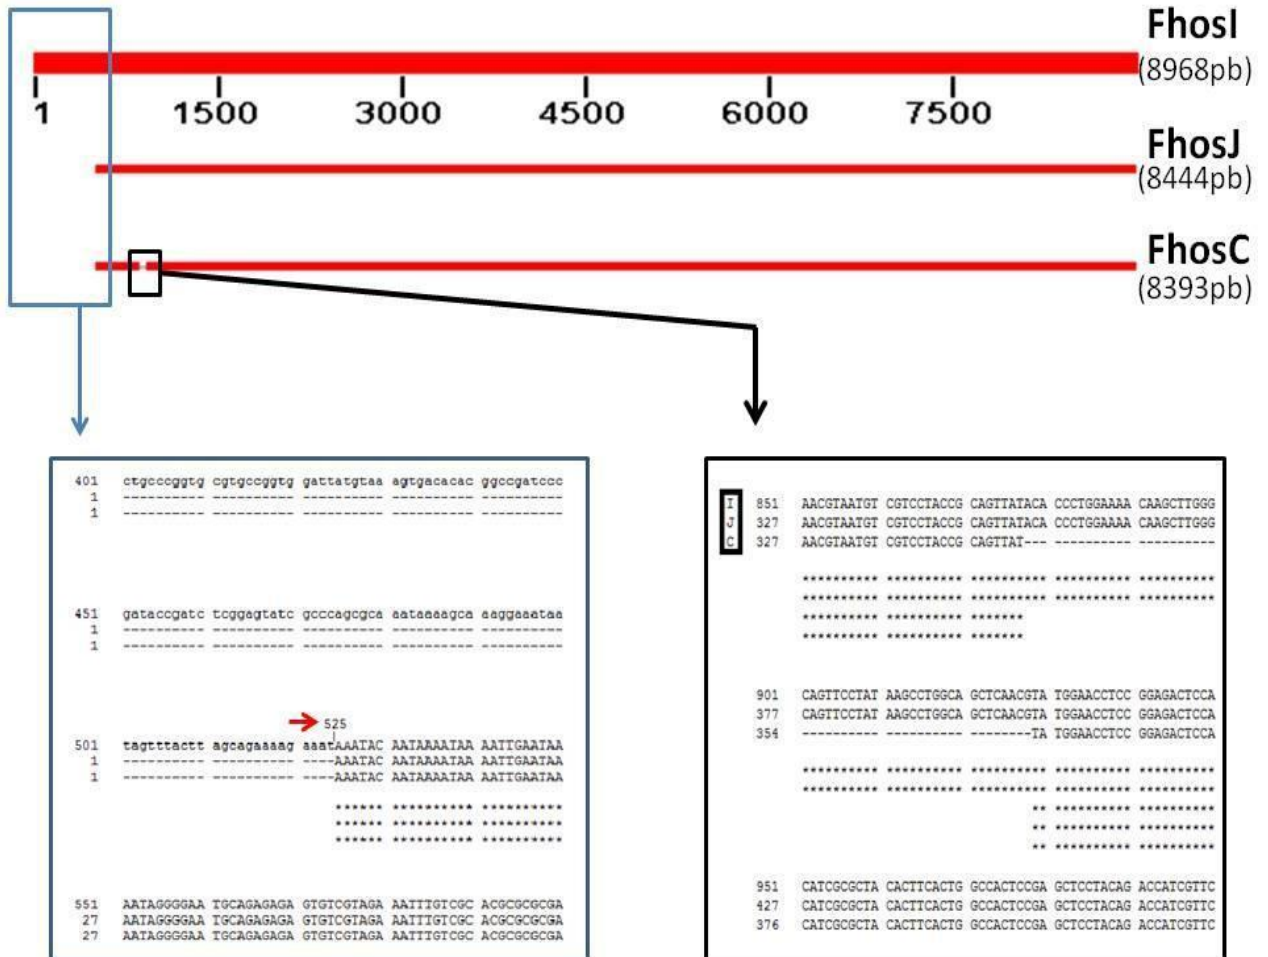 FhosI
(8968pb)
1 1500 3000 4500 6000 7500
FhosJ
(8444pb)
FhosC
(8393pb)
401 ctgcccggtg cgtgccggtg gattatgtaa agtgacacac ggccgatccc
1 ---------- ---------- ---------- ---------- ----------
1 ---------- ---------- ---------- ---------- ----------
451 gataccgatc tcggagtatc gcccagcgca aataaaagca aaggaaataa
1 ---------- ---------- ---------- ---------- ----------
1 ---------- ---------- ---------- ---------- ----------
525
501 tagtttactt agcagaaaag aaatAAATAC AATAAAATAA AATTGAATAA
1 ---------- ---------- ----AAATAC AATAAAATAA AATTGAATAA
1 ---------- ---------- ----AAATAC AATAAAATAA AATTGAATAA
****** ********** **********
****** ********** **********
****** ********** **********
551 AATAGGGGAA TGCAGAGAGA GTGTCGTAGA AATTTGTCGC ACGCGCGCGA
27 AATAGGGGAA TGCAGAGAGA GTGTCGTAGA AATTTGTCGC ACGCGCGCGA
27 AATAGGGGAA TGCAGAGAGA GTGTCGTAGA AATTTGTCGC ACGCGCGCGA
I 851 AACGTAATGT CGTCCTACCG CAGTTATACA CCCTGGAAAA CAAGCTTGGG
J 327 AACGTAATGT CGTCCTACCG CAGTTATACA CCCTGGAAAA CAAGCTTGGG
C 327 AACGTAATGT CGTCCTACCG CAGTTAT--- ---------- ----------
********** ********** ********** ********** **********
********** ********** ********** ********** **********
********** ********** *******
********** ********** *******
901 CAGTTCCTAT AAGCCTGGCA GCTCAACGTA TGGAACCTCC GGAGACTCCA
377 CAGTTCCTAT AAGCCTGGCA GCTCAACGTA TGGAACCTCC GGAGACTCCA
354 ---------- ---------- --------TA TGGAACCTCC GGAGACTCCA
********** ********** ********** ********** **********
********** ********** ********** ********** **********
** ********** **********
** ********** **********
** ********** **********
951 CATCGCGCTA CACTTCACTG GCCACTCCGA GCTCCTACAG ACCATCGTTC
427 CATCGCGCTA CACTTCACTG GCCACTCCGA GCTCCTACAG ACCATCGTTC
376 CATCGCGCTA CACTTCACTG GCCACTCCGA GCTCCTACAG ACCATCGTTC